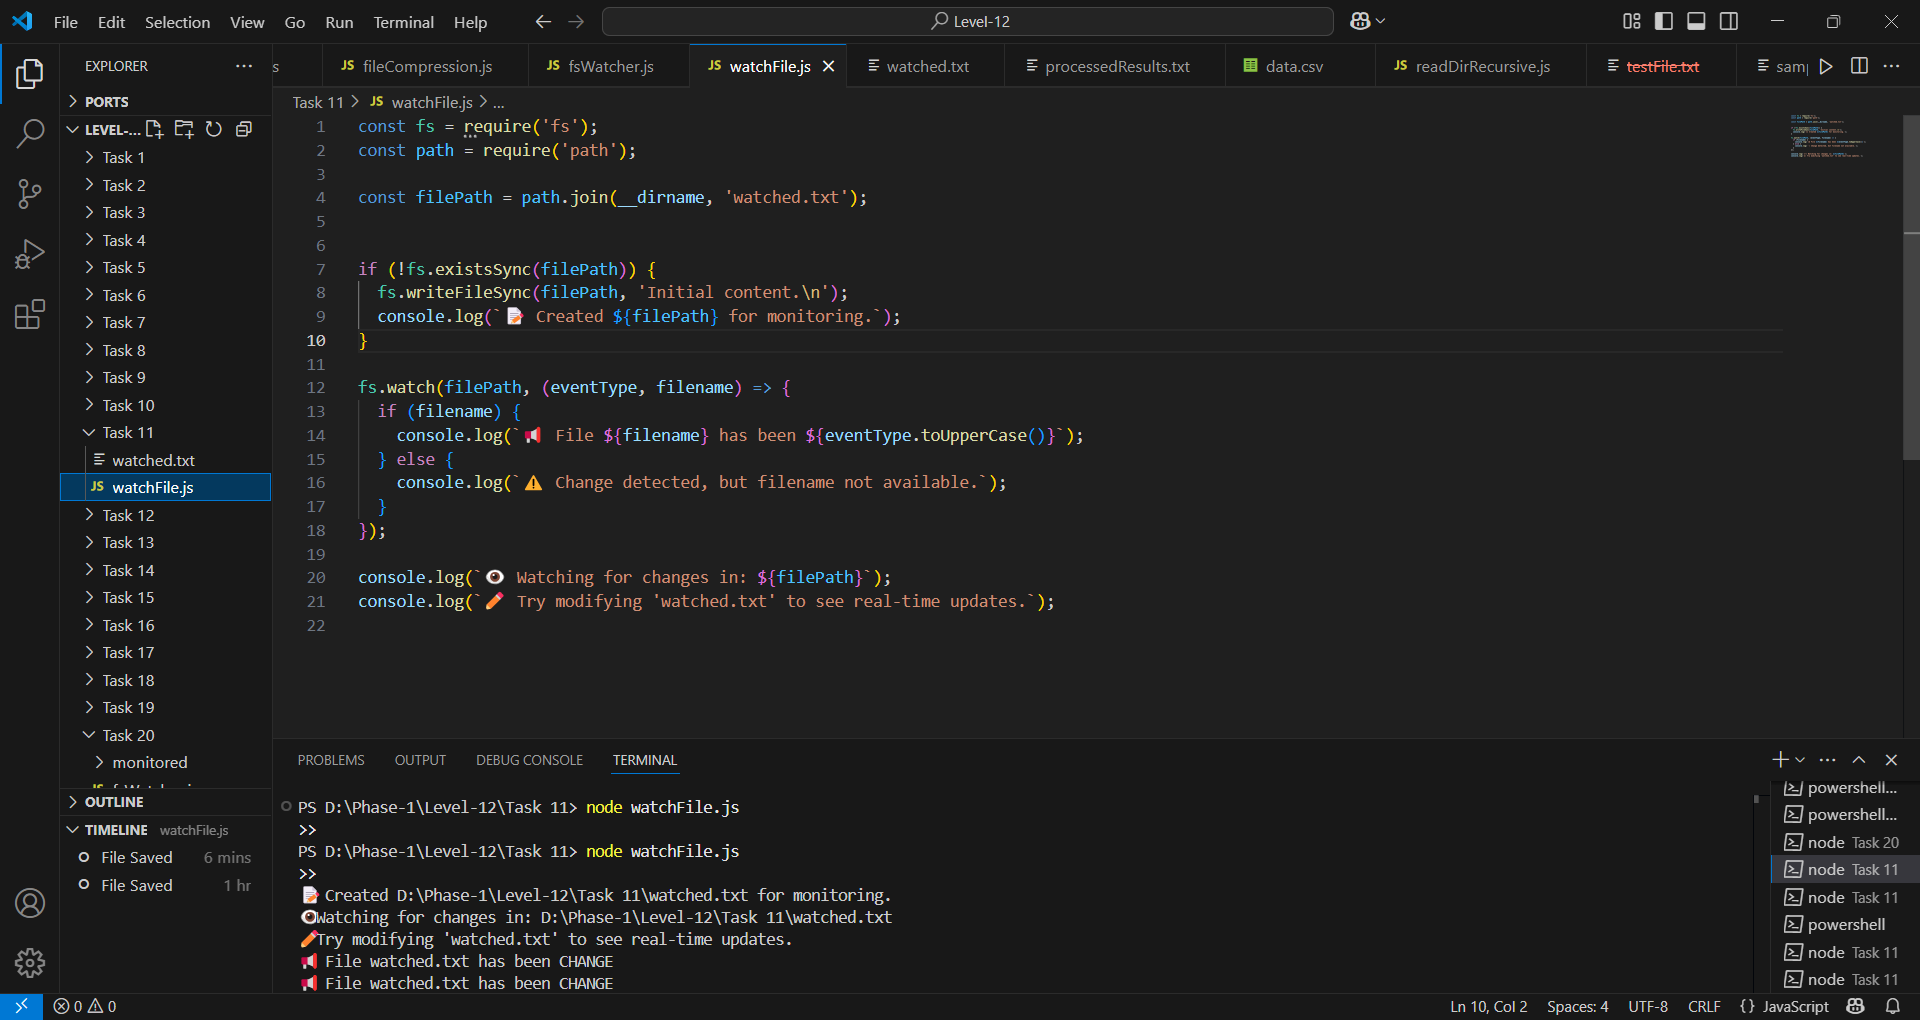 File Edit Selection View Go Run Terminal Help
Level-12
EXPLORER
PORTS
LEVEL-...
Task 1
Task 2
Task 3
Task 4
Task 5
Task 6
Task 7
Task 8
Task 9
Task 10
Task 11
watched.txt
JS watchFile.js
Task 12
Task 13
Task 14
Task 15
Task 16
Task 17
Task 18
Task 19
Task 20
monitored
OUTLINE
TIMELINE watchFile.js
File Saved 6 mins
File Saved 1 hr
s JS fileCompression.js JS fsWatcher.js JS watchFile.js watched.txt processedResults.txt data.csv JS readDirRecursive.js testFile.txt sam
Task 11 > JS watchFile.js > ...
1 const fs = require('fs');
2 const path = require('path');
3
4 const filePath = path.join(__dirname, 'watched.txt');
5
6
7 if (!fs.existsSync(filePath)) {
8 fs.writeFileSync(filePath, 'Initial content.\n');
9 console.log(`📝 Created ${filePath} for monitoring.`);
10 }
11
12 fs.watch(filePath, (eventType, filename) => {
13 if (filename) {
14 console.log(`📢 File ${filename} has been ${eventType.toUpperCase()}`);
15 } else {
16 console.log(`⚠️ Change detected, but filename not available.`);
17 }
18 });
19
20 console.log(`👁️ Watching for changes in: ${filePath}`);
21 console.log(`✏️ Try modifying 'watched.txt' to see real-time updates.`);
22
PROBLEMS OUTPUT DEBUG CONSOLE TERMINAL
PS D:\Phase-1\Level-12\Task 11> node watchFile.js
>>
PS D:\Phase-1\Level-12\Task 11> node watchFile.js
>>
📝 Created D:\Phase-1\Level-12\Task 11\watched.txt for monitoring.
👁️Watching for changes in: D:\Phase-1\Level-12\Task 11\watched.txt
✏️Try modifying 'watched.txt' to see real-time updates.
📢 File watched.txt has been CHANGE
📢 File watched.txt has been CHANGE
powershell...
powershell...
node Task 20
node Task 11
node Task 11
powershell
node Task 11
node Task 11
0 0
Ln 10, Col 2 Spaces: 4 UTF-8 CRLF {} JavaScript